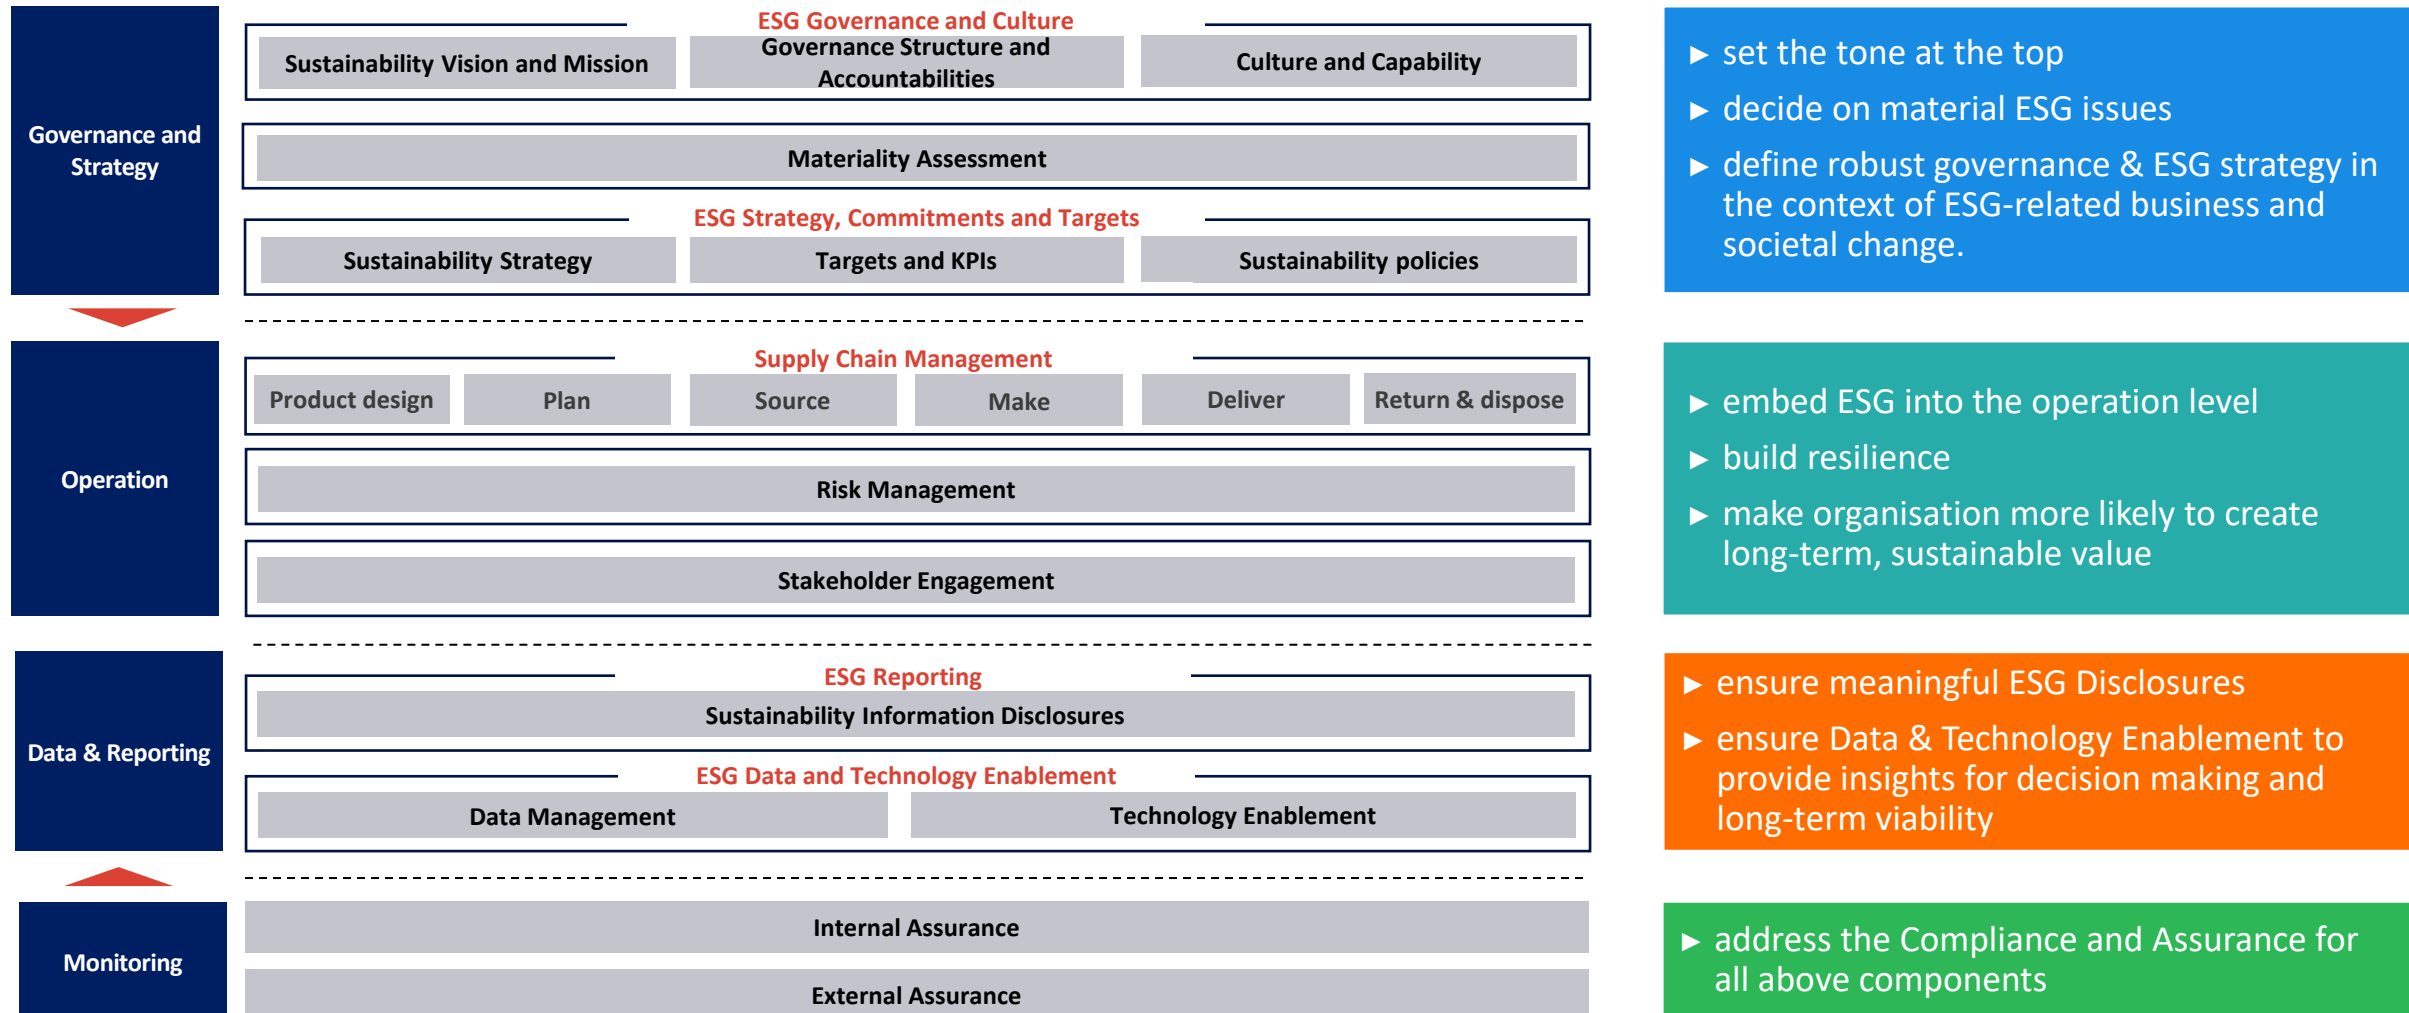 Governance and
Strategy
ESG Governance and Culture
Sustainability Vision and Mission
Governance Structure and
Accountabilities
Culture and Capability
Materiality Assessment
ESG Strategy, Commitments and Targets
Sustainability Strategy
Targets and KPIs
Sustainability policies
► set the tone at the top
► decide on material ESG issues
► define robust governance & ESG strategy in
the context of ESG-related business and
societal change.
Operation
Supply Chain Management
Product design
Plan
Source
Make
Deliver
Return & dispose
Risk Management
Stakeholder Engagement
► embed ESG into the operation level
► build resilience
► make organisation more likely to create
long-term, sustainable value
Data & Reporting
ESG Reporting
Sustainability Information Disclosures
ESG Data and Technology Enablement
Data Management
Technology Enablement
► ensure meaningful ESG Disclosures
► ensure Data & Technology Enablement to
provide insights for decision making and
long-term viability
Monitoring
Internal Assurance
External Assurance
► address the Compliance and Assurance for
all above components